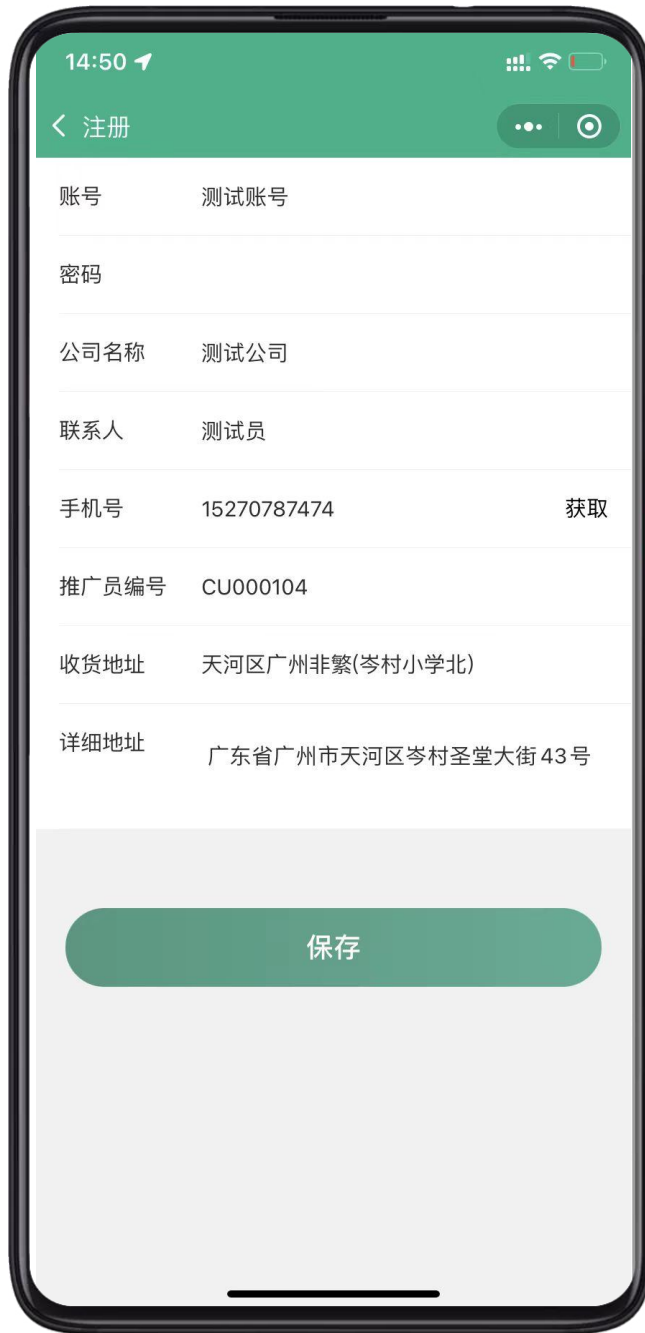 14:50
注册
账号 测试账号
密码
公司名称 测试公司
联系人 测试员
手机号 15270787474 获取
推广员编号 CU000104
收货地址 天河区广州非繁(岑村小学北)
详细地址 广东省广州市天河区岑村圣堂大街43号
保存